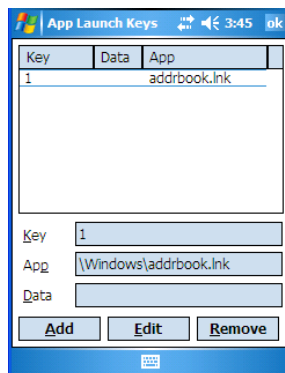 App Launch Keys 3:45 ok
Key Data App
1 addrbook.lnk
Key 1
App \Windows\addrbook.lnk
Data
Add Edit Remove